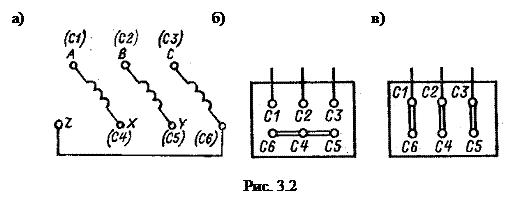 а) б) в)
(C1) (C2) (C3)
A B C
Z X Y
(C4) (C5) (C6)
C1 C2 C3
C6 C4 C5
C1 C2 C3
C6 C4 C5
Рис. 3.2